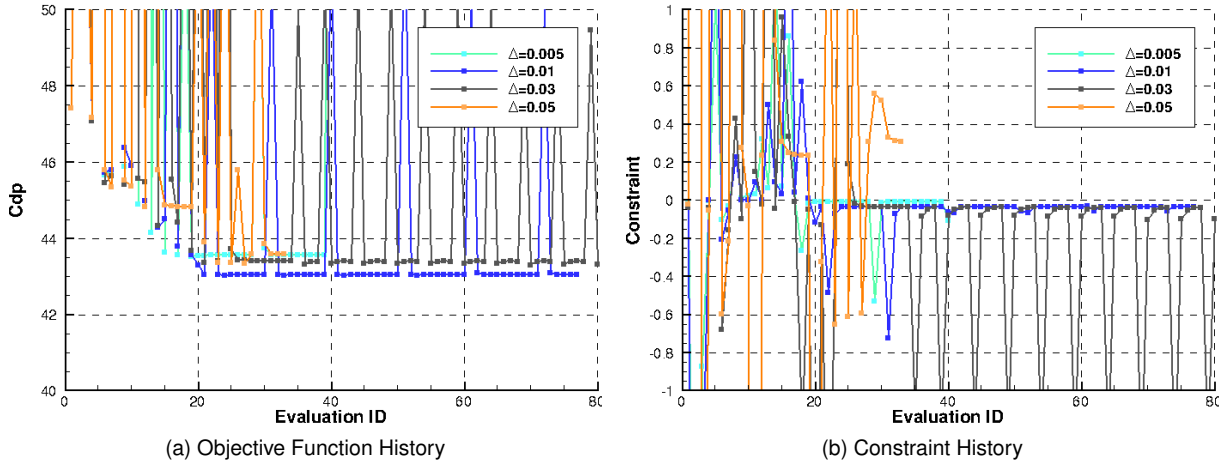 50
48
46
44
42
40
Cdp
0
20
40
60
80
Evaluation ID
Δ=0.005
Δ=0.01
Δ=0.03
Δ=0.05
(a) Objective Function History
1
0.8
0.6
0.4
0.2
0
-0.2
-0.4
-0.6
-0.8
-1
Constraint
0
20
40
60
80
Evaluation ID
Δ=0.005
Δ=0.01
Δ=0.03
Δ=0.05
(b) Constraint History